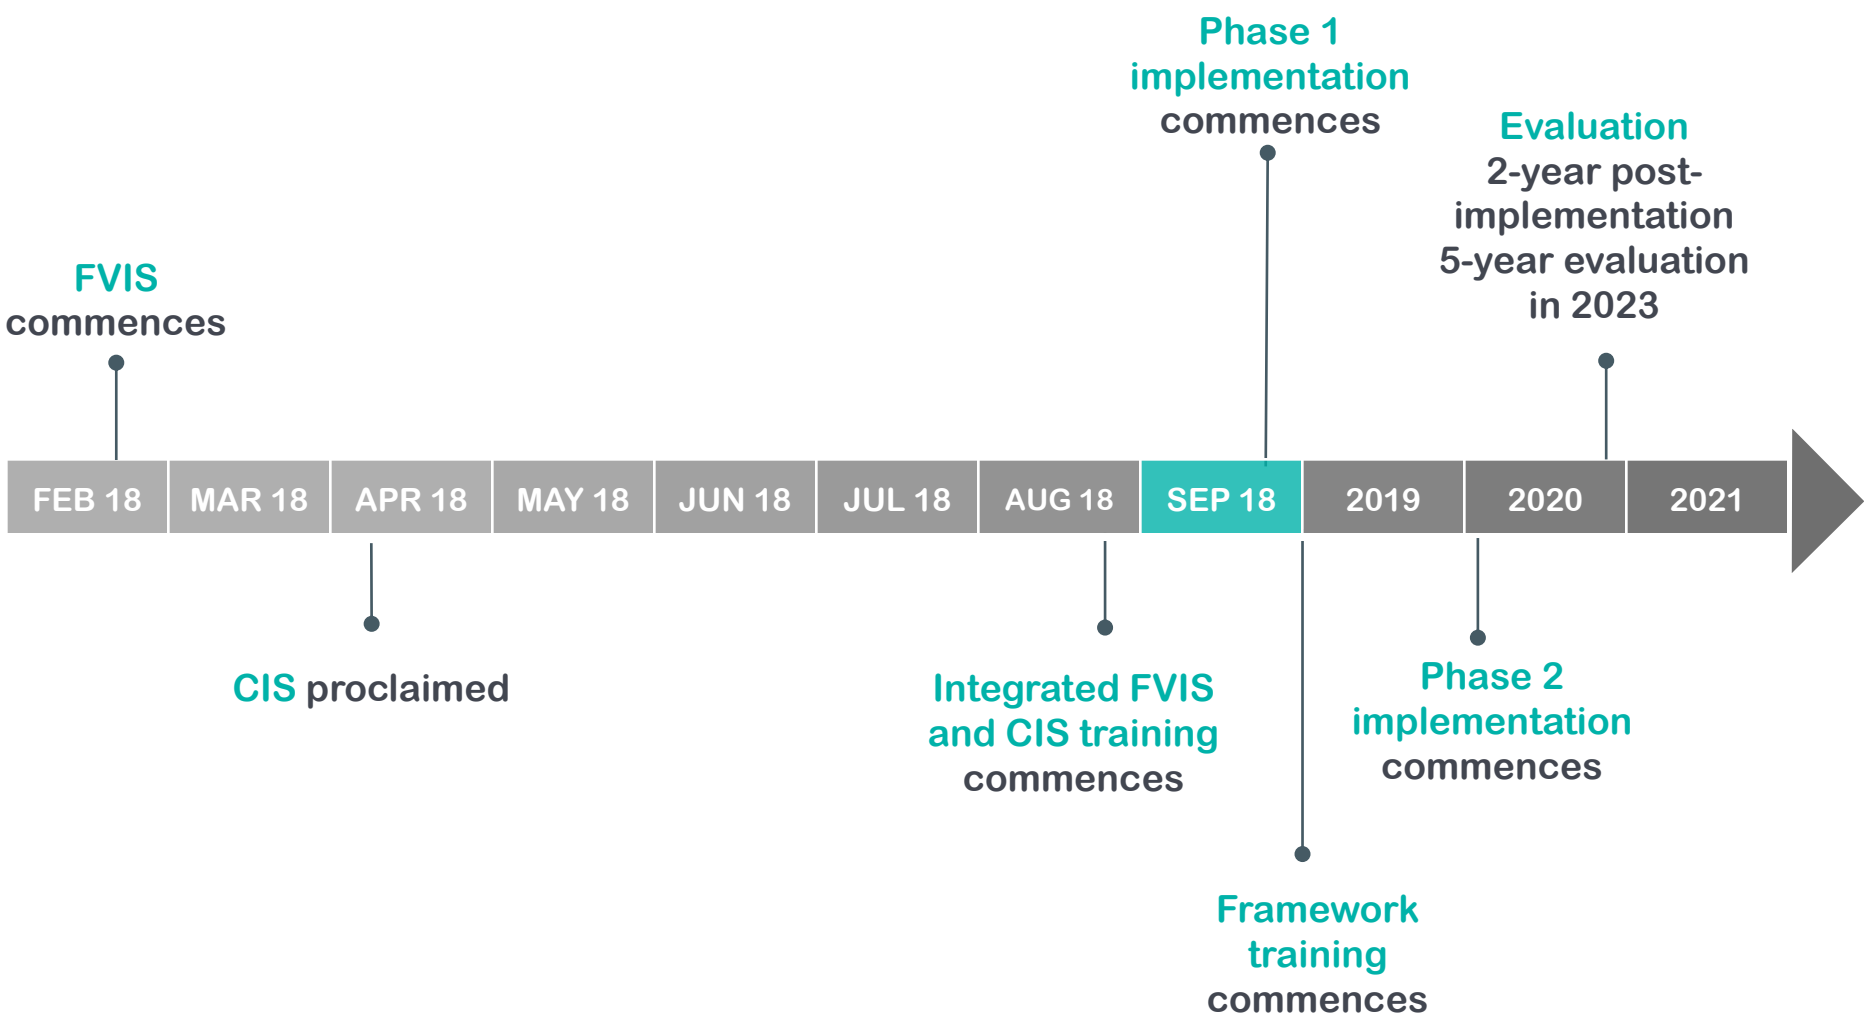 Phase 1
implementation
commences
Evaluation
2-year post-
implementation
5-year evaluation
in 2023
FVIS
commences
FEB 18
MAR 18
APR 18
MAY 18
JUN 18
JUL 18
AUG 18
SEP 18
2019
2020
2021
CIS proclaimed
Integrated FVIS
and CIS training
commences
Phase 2
implementation
commences
Framework
training
commences